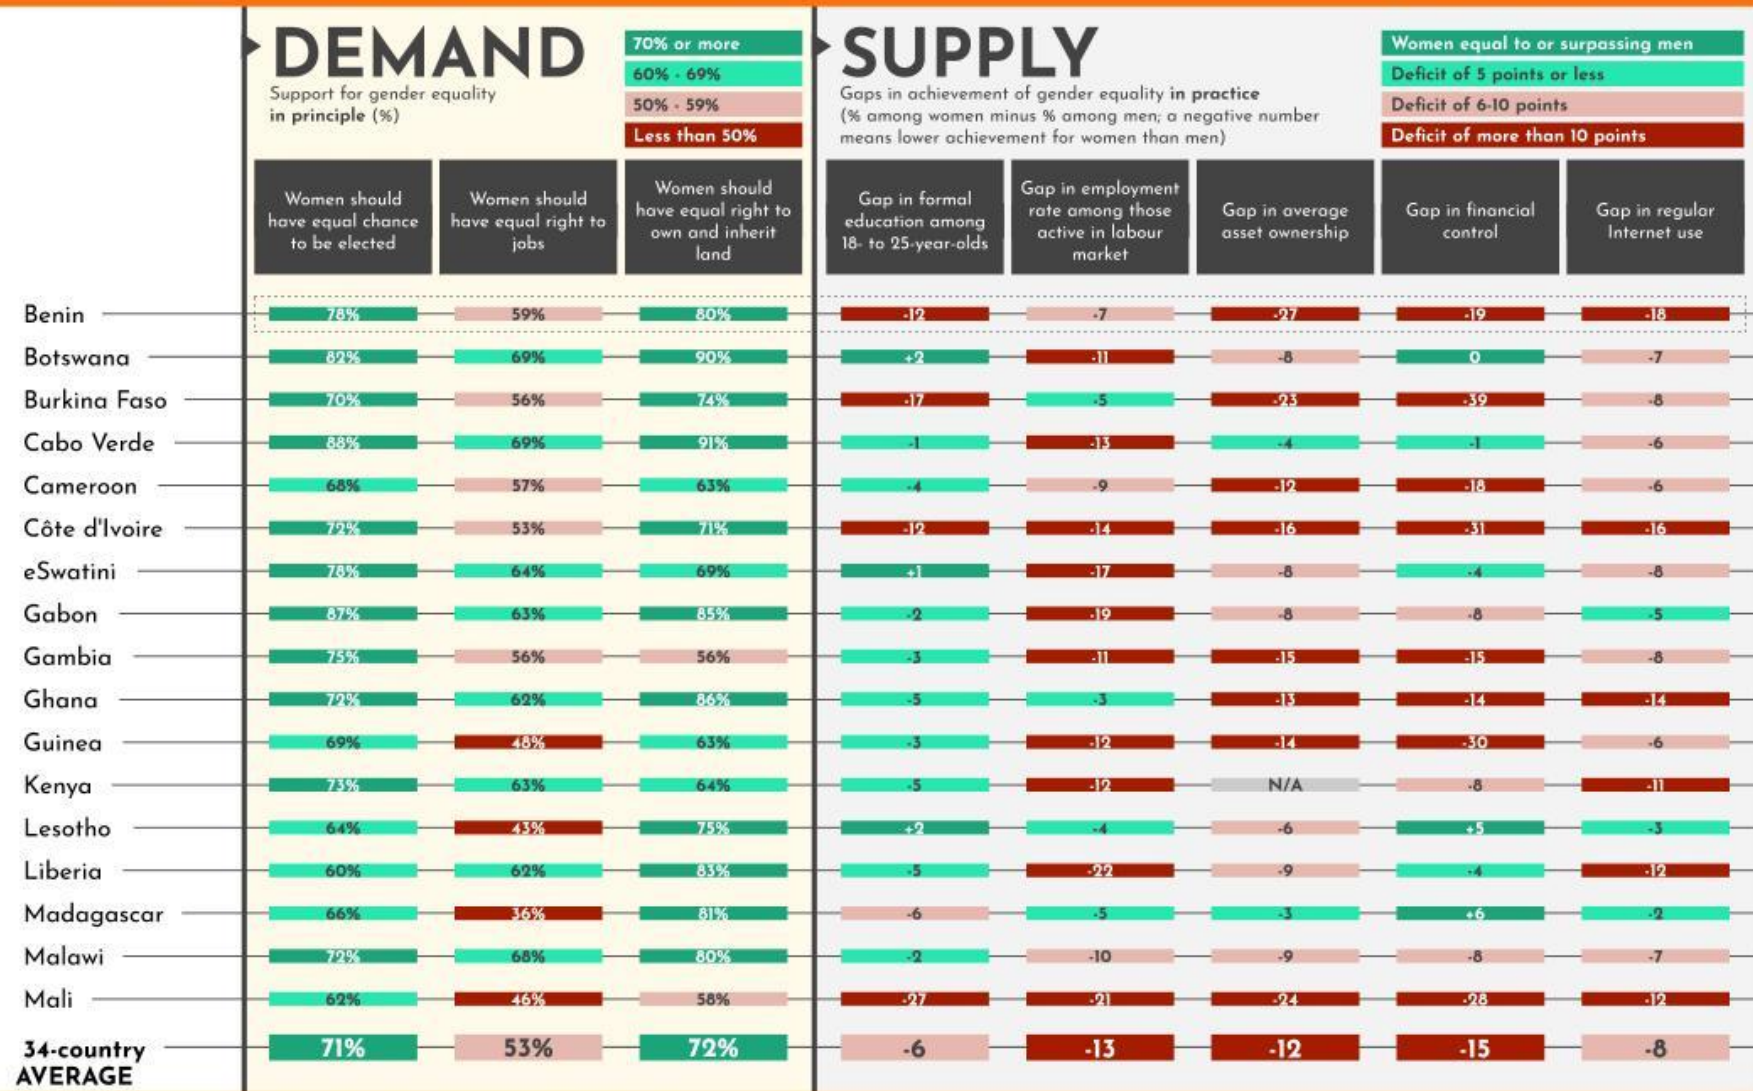 DEMAND
Support for gender equality
in principle (%)
70% or more
60% - 69%
50% - 59%
Less than 50%
SUPPLY
Gaps in achievement of gender equality in practice
(% among women minus % among men; a negative number
means lower achievement for women than men)
Women equal to or surpassing men
Deficit of 5 points or less
Deficit of 6-10 points
Deficit of more than 10 points
Women should
have equal chance
to be elected
Women should
have equal right to
jobs
Women should
have equal right to
own and inherit
land
Gap in formal
education among
18- to 25-year-olds
Gap in employment
rate among those
active in labour
market
Gap in average
asset ownership
Gap in financial
control
Gap in regular
Internet use
Benin 78% 59% 80% -12 -7 -27 -19 -18
Botswana 82% 69% 90% +2 -11 -8 0 -7
Burkina Faso 70% 56% 74% -17 -5 -23 -39 -8
Cabo Verde 88% 69% 91% -1 -13 -4 -1 -6
Cameroon 68% 57% 63% -4 -9 -12 -18 -6
Côte d'Ivoire 72% 53% 71% -12 -14 -16 -31 -16
eSwatini 78% 64% 69% +1 -17 -8 -4 -8
Gabon 87% 63% 85% -2 -19 -8 -8 -5
Gambia 75% 56% 56% -3 -11 -15 -15 -8
Ghana 72% 62% 86% -5 -3 -13 -14 -14
Guinea 69% 48% 63% -3 -12 -14 -30 -6
Kenya 73% 63% 64% -5 -12 N/A -8 -11
Lesotho 64% 43% 75% +2 -4 -6 +5 -3
Liberia 60% 62% 83% -5 -22 -9 -4 -12
Madagascar 66% 36% 81% -6 -5 -3 +6 -2
Malawi 72% 68% 80% -2 -10 -9 -8 -7
Mali 62% 46% 58% -27 -21 -24 -28 -12
34-country
AVERAGE 71% 53% 72% -6 -13 -12 -15 -8